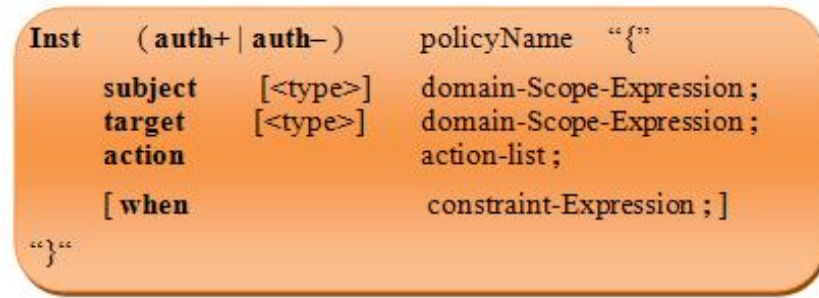 Inst ( auth+ | auth– ) policyName “{”
subject [<type>] domain-Scope-Expression ;
target [<type>] domain-Scope-Expression ;
action action-list ;
[ when constraint-Expression ; ]
“}“